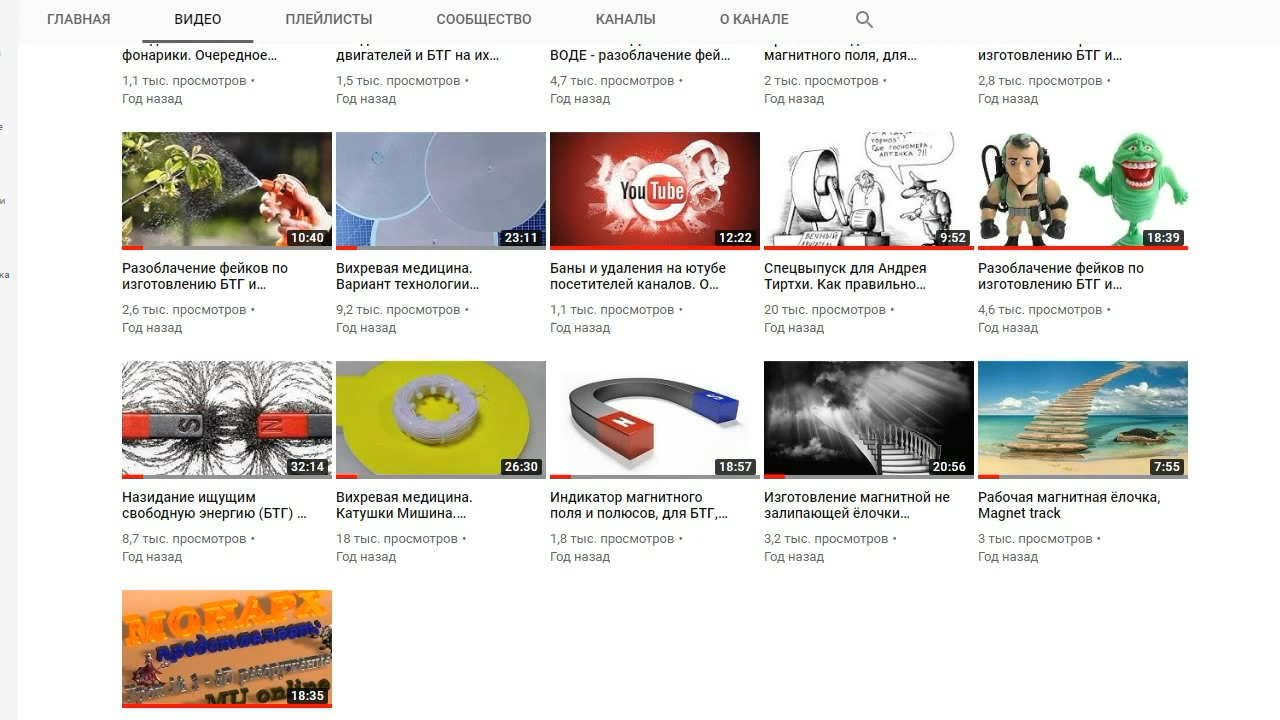 ГЛАВНАЯ ВИДЕО ПЛЕЙЛИСТЫ СООБЩЕСТВО КАНАЛЫ О КАНАЛЕ
фонарики. Очередное…
двигателей и БТГ на их…
ВОДЕ - разоблачение фей…
магнитного поля, для…
изготовлению БТГ и…
1,1 тыс. просмотров •
1,5 тыс. просмотров •
4,7 тыс. просмотров •
2 тыс. просмотров •
2,8 тыс. просмотров •
Год назад
Год назад
Год назад
Год назад
Год назад
ГДЕ ГОСНОМЕРА,
АПТЕЧКА ?!!
YouTube
ВЕЧНЫЙ
10:40
23:11
12:22
9:52
18:39
Разоблачение фейков по
изготовлению БТГ и…
Вихревая медицина.
Вариант технологии…
Баны и удаления на ютубе
посетителей каналов. О…
Спецвыпуск для Андрея
Тиртхи. Как правильно…
Разоблачение фейков по
изготовлению БТГ и…
2,6 тыс. просмотров •
9,2 тыс. просмотров •
1,1 тыс. просмотров •
20 тыс. просмотров •
4,6 тыс. просмотров •
Год назад
Год назад
Год назад
Год назад
Год назад
S
N
N
S
32:14
26:30
18:57
20:56
7:55
Назидание ищущим
свободную энергию (БТГ) …
Вихревая медицина.
Катушки Мишина.…
Индикатор магнитного
поля и полюсов, для БТГ,…
Изготовление магнитной не
залипающей ёлочки…
Рабочая магнитная ёлочка,
Magnet track
8,7 тыс. просмотров •
18 тыс. просмотров •
1,8 тыс. просмотров •
3,2 тыс. просмотров •
3 тыс. просмотров •
Год назад
Год назад
Год назад
Год назад
Год назад
МОНАРХ
представляет:
MU online
18:35